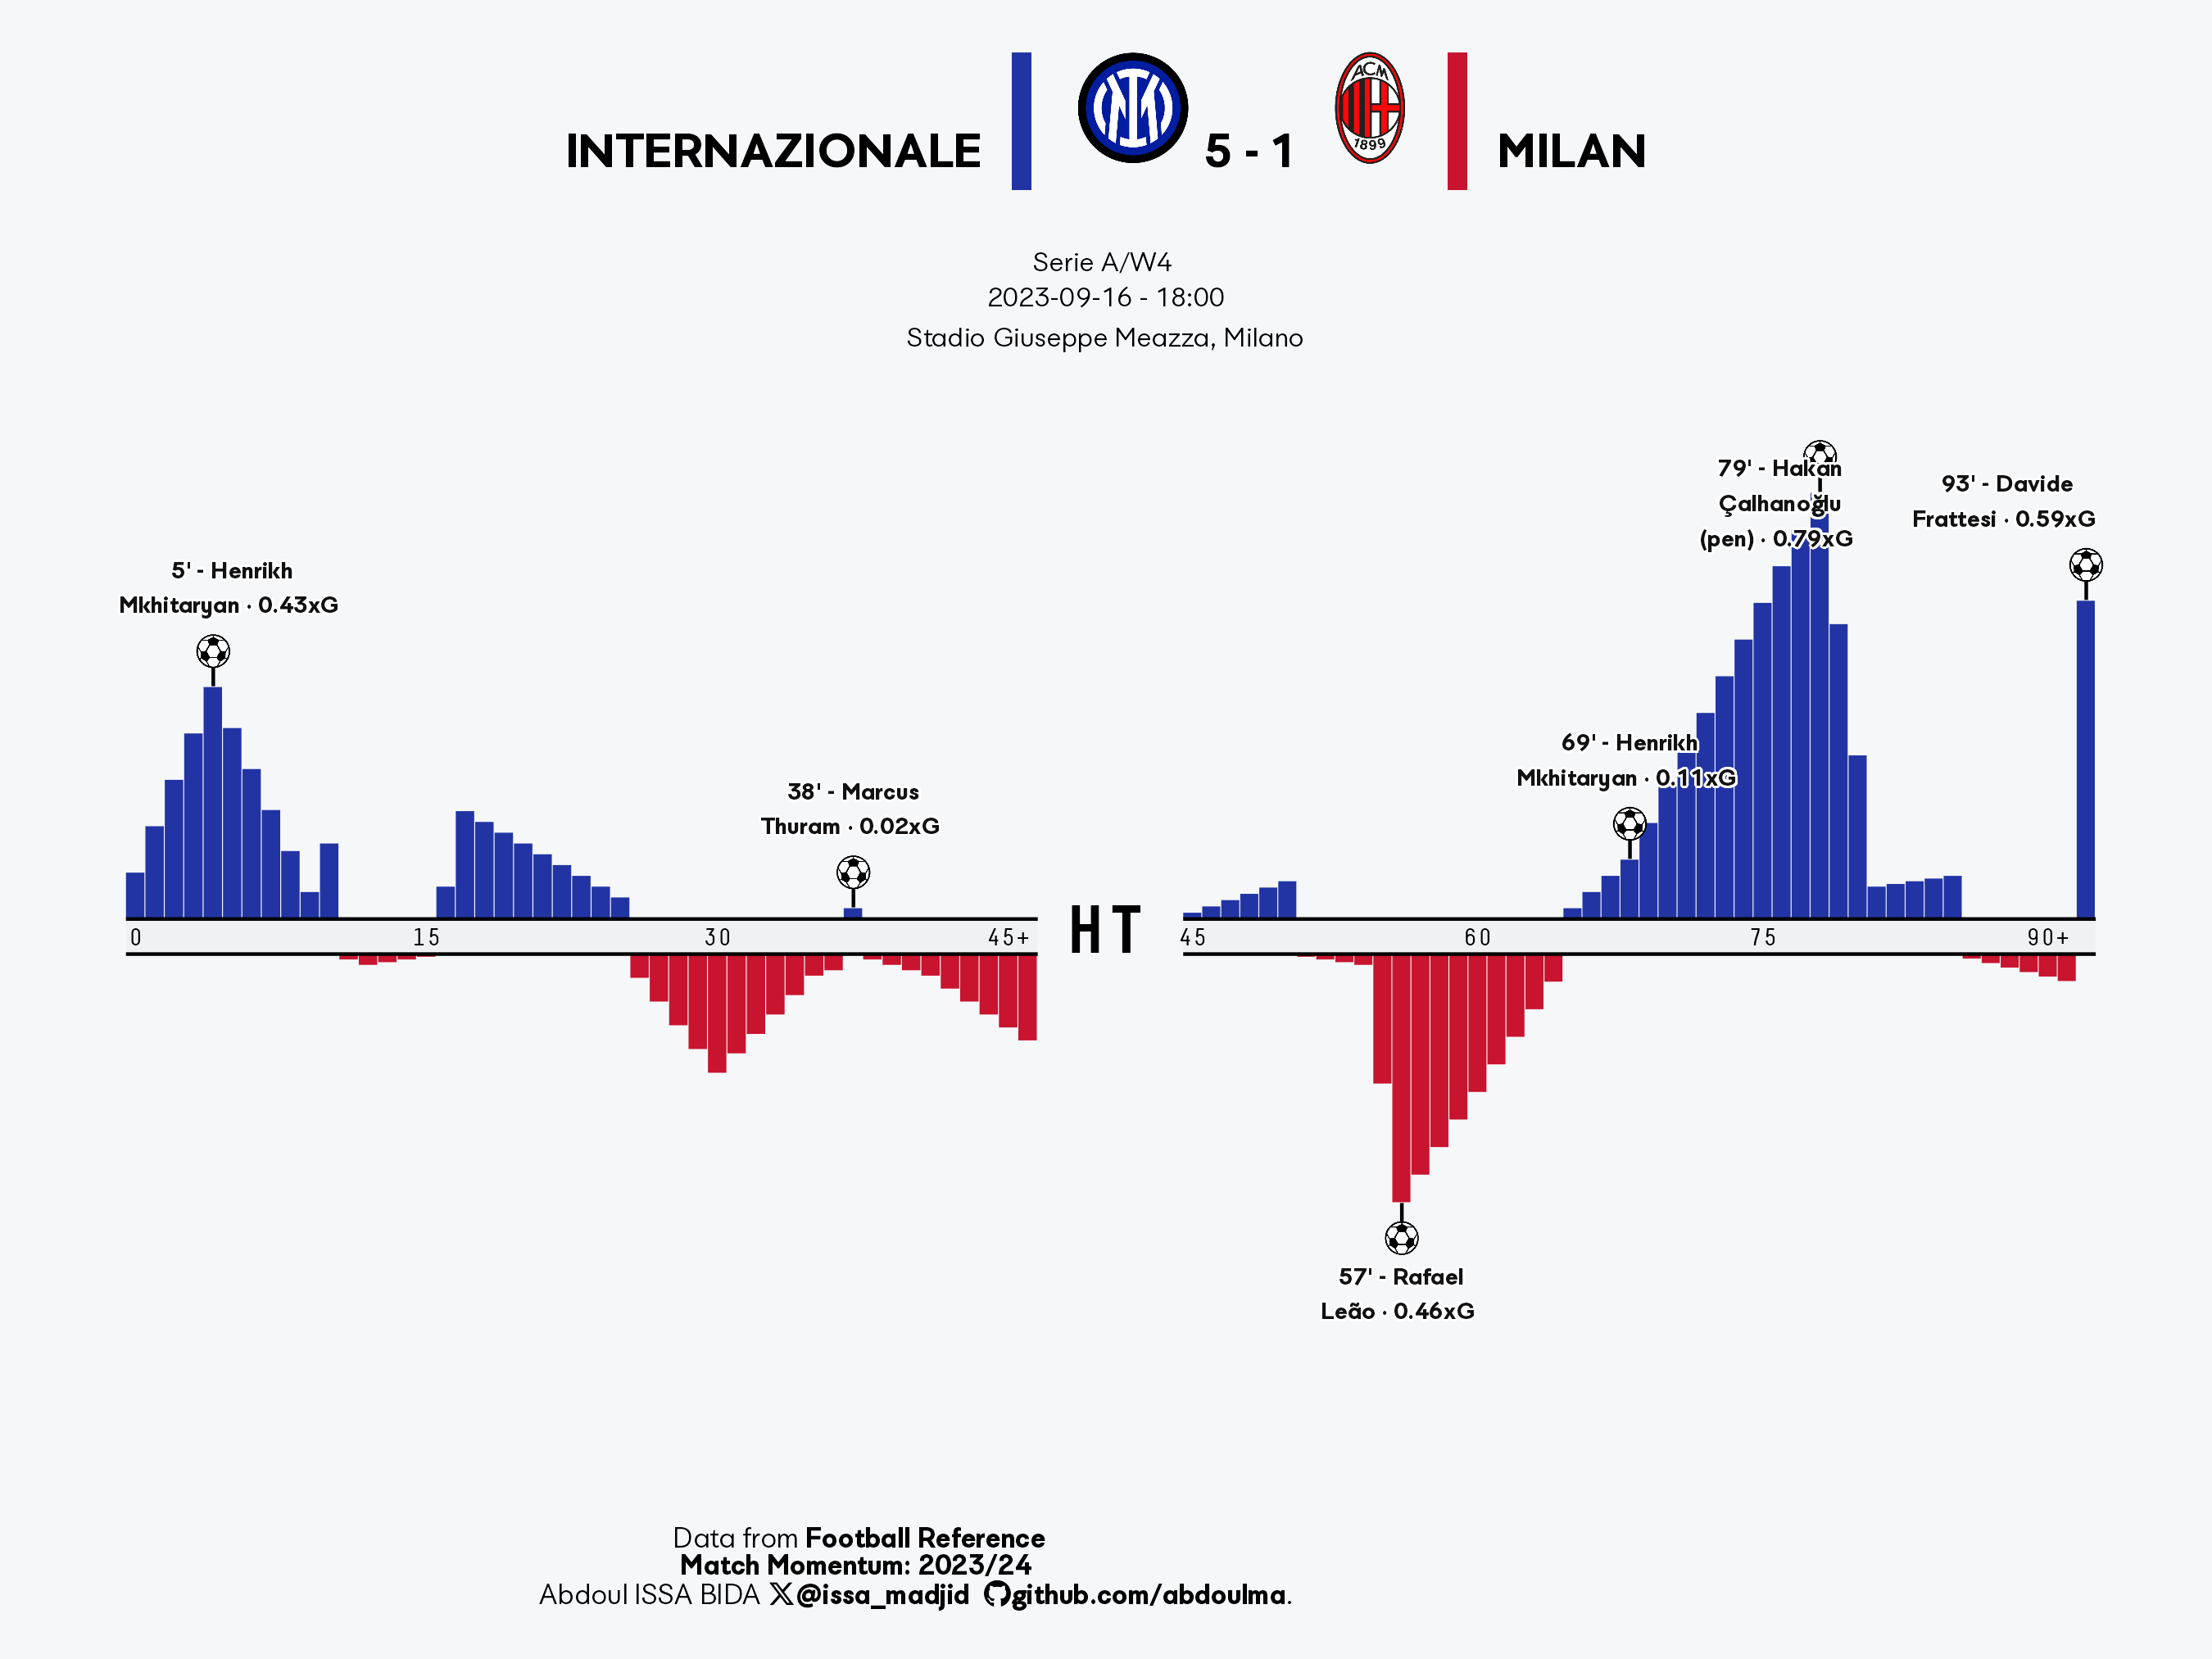 INTERNAZIONALE
5 - 1
ACM
1899
MILAN
Serie A/W4
2023-09-16 - 18:00
Stadio Giuseppe Meazza, Milano
5' - Henrikh
Mkhitaryan · 0.43xG
38' - Marcus
Thuram · 0.02xG
69' - Henrikh
Mkhitaryan · 0.11xG
79' - Hakan
Çalhanoğlu
(pen) · 0.79xG
93' - Davide
Frattesi · 0.59xG
0 15 30 45+
HT
45 60 75 90+
57' - Rafael
Leão · 0.46xG
Data from Football Reference
Match Momentum: 2023/24
Abdoul ISSA BIDA 𝕏@issa_madjid github.com/abdoulma.